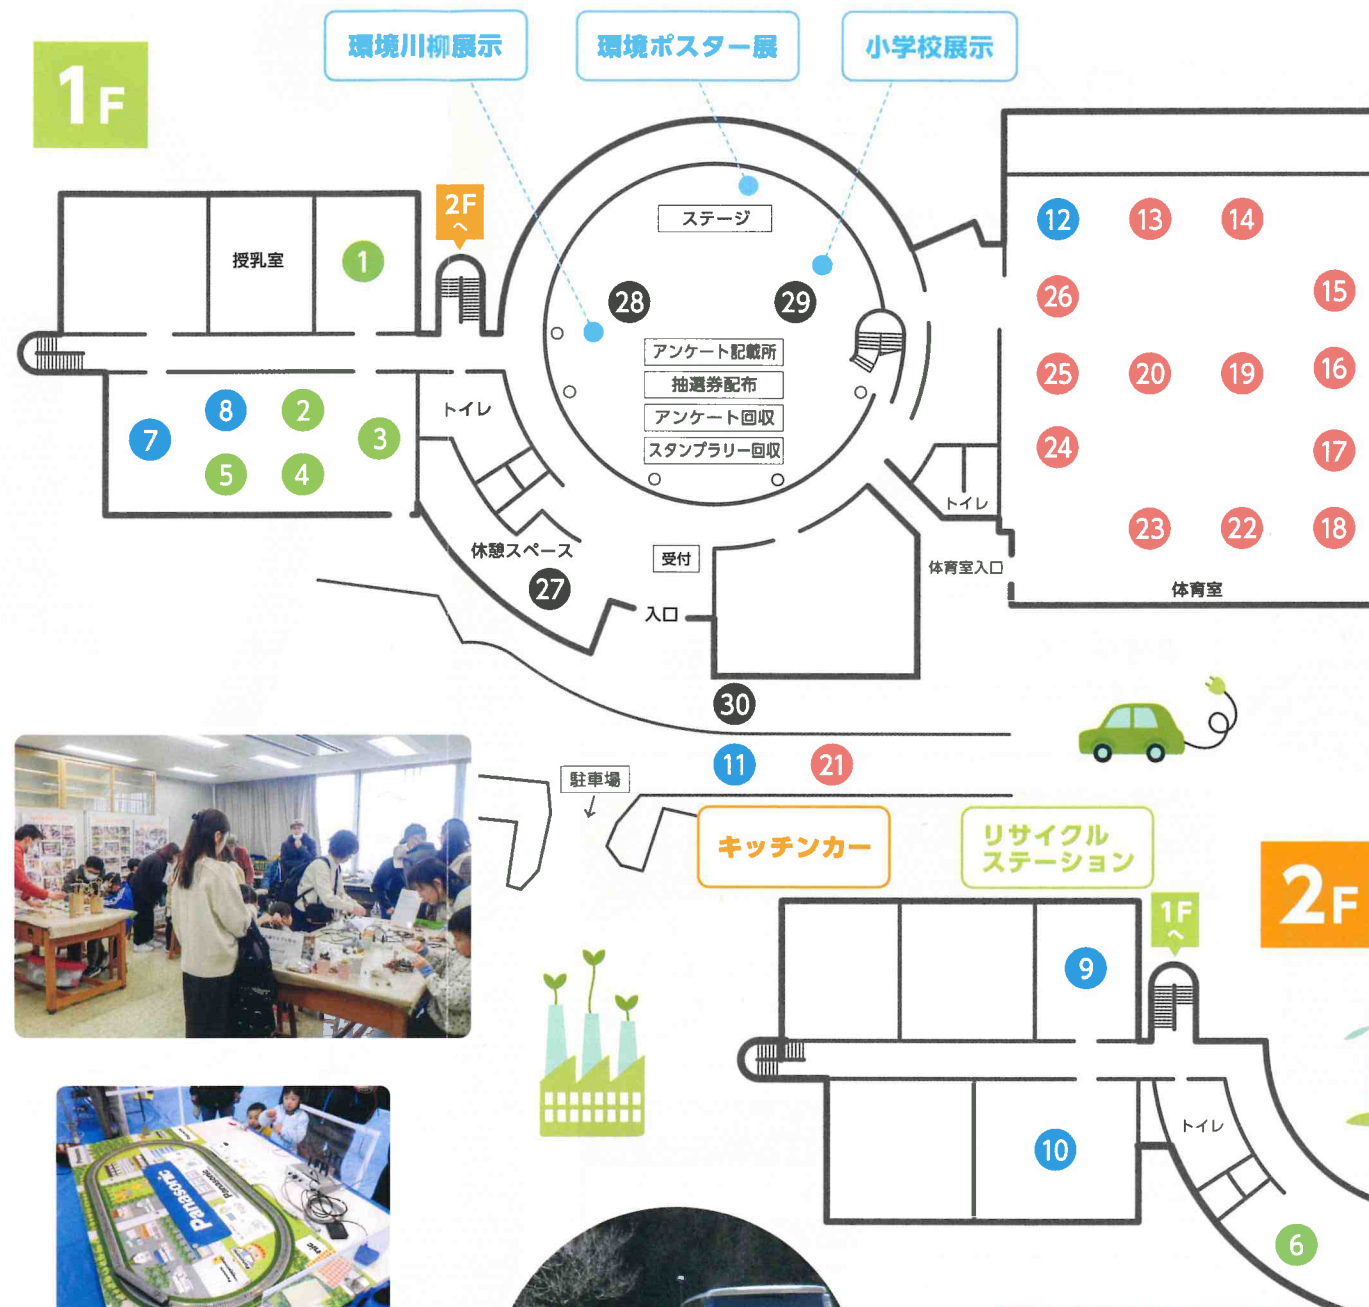 環境川柳展示
環境ポスター展
小学校展示
1F
2F
へ
ステージ
授乳室
1
12
13
14
28
29
26
15
アンケート記載所
抽選券配布
アンケート回収
スタンプラリー回収
25
20
19
16
トイレ
8
2
7
3
5
4
24
17
トイレ
23
22
18
休憩スペース
27
受付
入口
体育室入口
体育室
30
11
21
駐車場
キッチンカー
リサイクル
ステーション
2F
1F
へ
9
10
トイレ
6
Panasonic
Panasonic